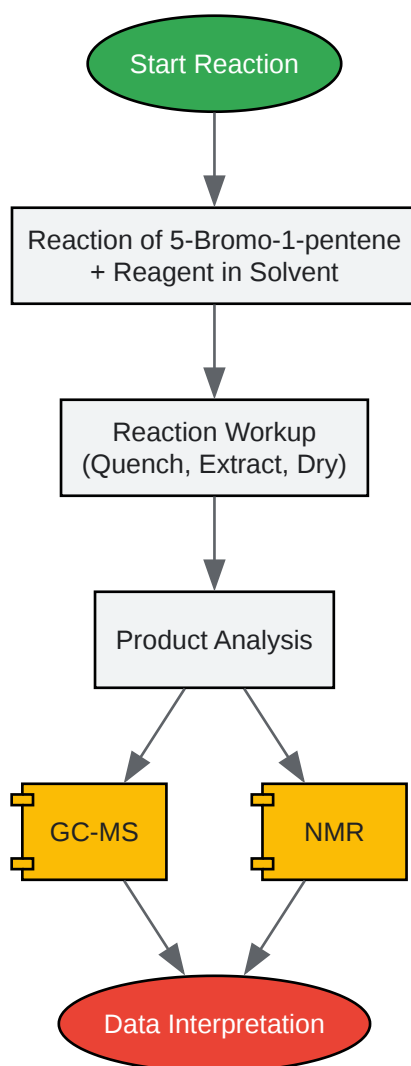 Start Reaction
Reaction of 5-Bromo-1-pentene
+ Reagent in Solvent
Reaction Workup
(Quench, Extract, Dry)
Product Analysis
GC-MS
NMR
Data Interpretation